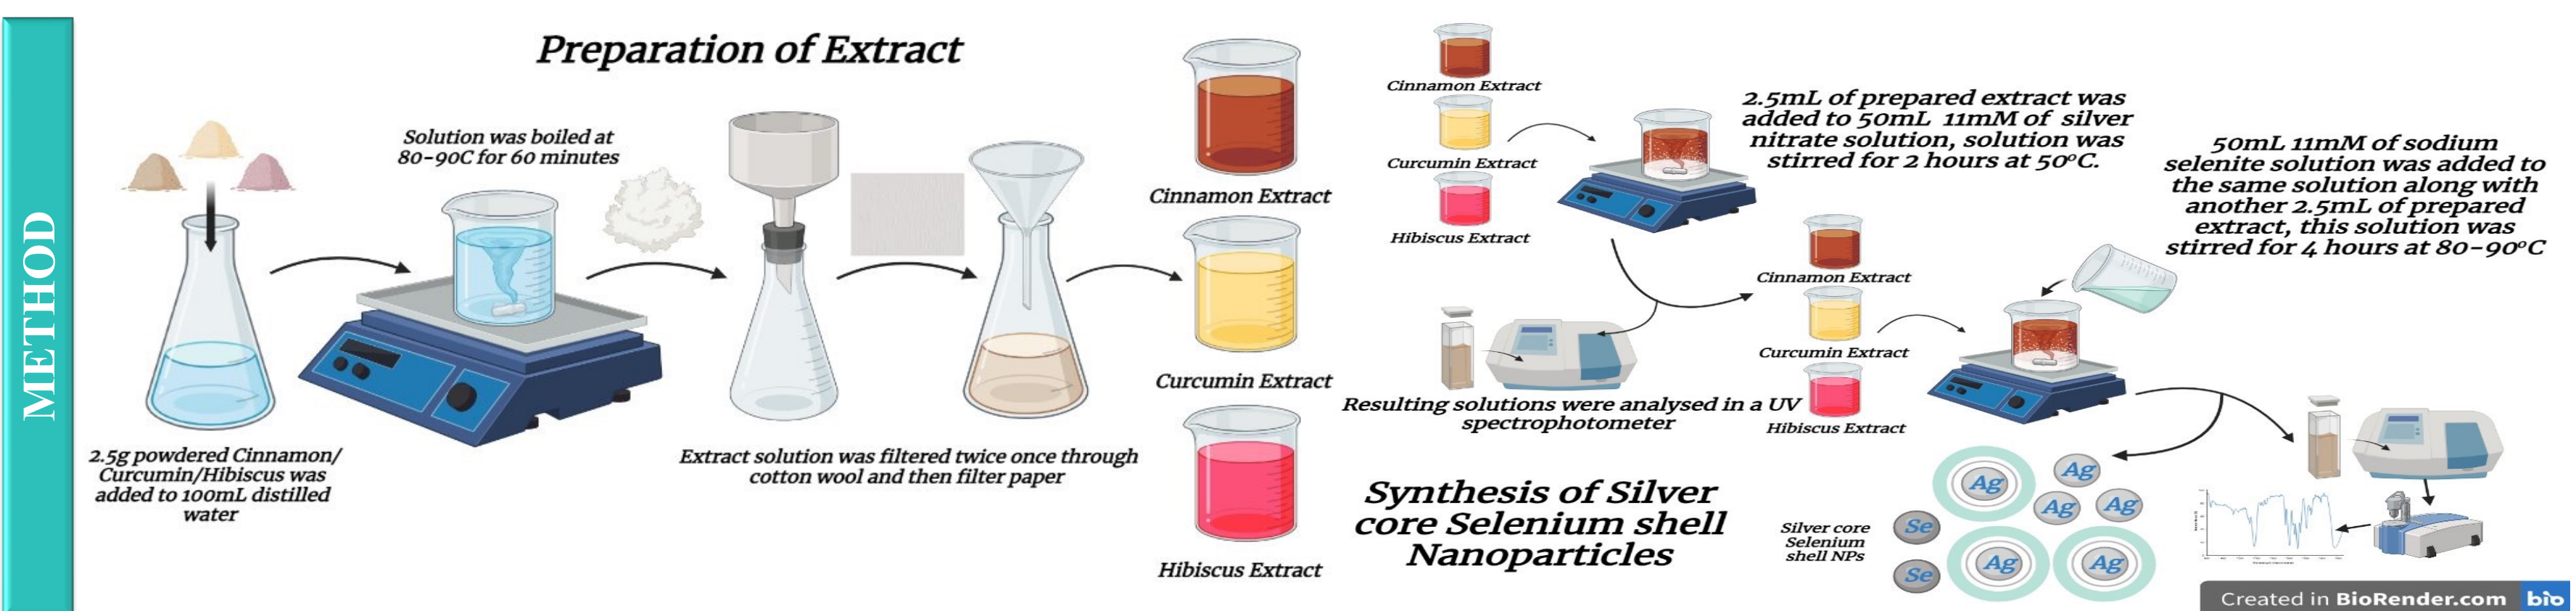 METHOD
Preparation of Extract
2.5g powdered Cinnamon/
Curcumin/Hibiscus was
added to 100mL distilled
water
Solution was boiled at
80-90C for 60 minutes
Extract solution was filtered twice once through
cotton wool and then filter paper
Cinnamon Extract
Curcumin Extract
Hibiscus Extract
Cinnamon Extract
Curcumin Extract
Hibiscus Extract
2.5mL of prepared extract was
added to 50mL 11mM of silver
nitrate solution, solution was
stirred for 2 hours at 50ºC.
Resulting solutions were analysed in a UV
spectrophotometer
Cinnamon Extract
Curcumin Extract
Hibiscus Extract
50mL 11mM of sodium
selenite solution was added to
the same solution along with
another 2.5mL of prepared
extract, this solution was
stirred for 4 hours at 80-90ºC
Synthesis of Silver
core Selenium shell
Nanoparticles
Silver core
Selenium
shell NPs
Se
Se
Ag
Ag
Ag
Ag
Ag
Ag
Created in BioRender.com bio